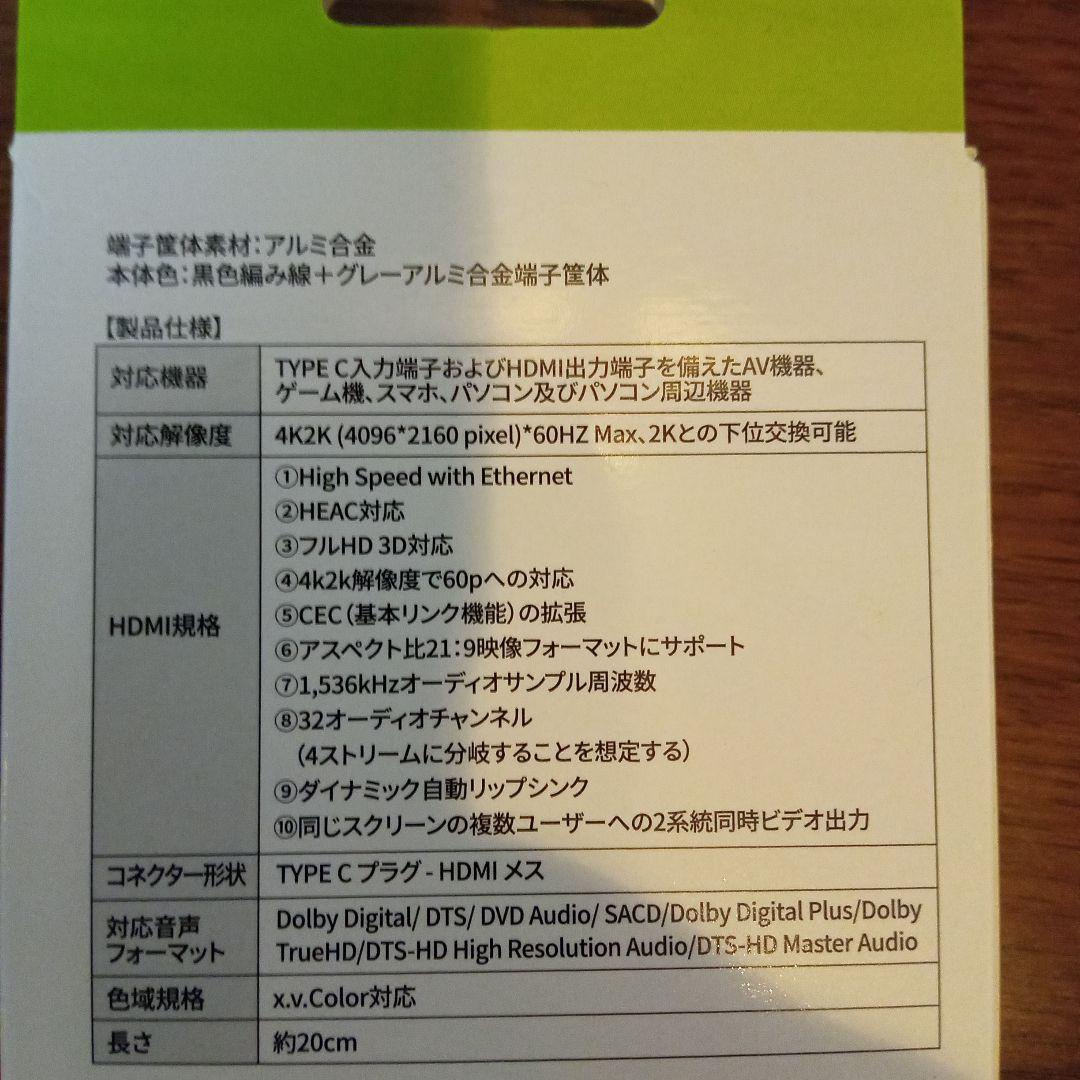 端子筐体素材：アルミ合金
本体色：黒色編み線＋グレーアルミ合金端子筐体
【製品仕様】
対応機器
TYPE C入力端子およびHDMI出力端子を備えたAV機器、
ゲーム機、スマホ、パソコン及びパソコン周辺機器
対応解像度
4K2K (4096*2160 pixel)*60HZ Max、2Kとの下位交換可能
HDMI規格
①High Speed with Ethernet
②HEAC対応
③フルHD 3D対応
④4k2k解像度で60pへの対応
⑤CEC（基本リンク機能）の拡張
⑥アスペクト比21：9映像フォーマットにサポート
⑦1,536kHzオーディオサンプル周波数
⑧32オーディオチャンネル
（4ストリームに分岐することを想定する）
⑨ダイナミック自動リップシンク
⑩同じスクリーンの複数ユーザーへの2系統同時ビデオ出力
コネクター形状
TYPE C プラグ - HDMI メス
対応音声
フォーマット
Dolby Digital/ DTS/ DVD Audio/ SACD/Dolby Digital Plus/Dolby
TrueHD/DTS-HD High Resolution Audio/DTS-HD Master Audio
色域規格
x.v.Color対応
長さ
約20cm